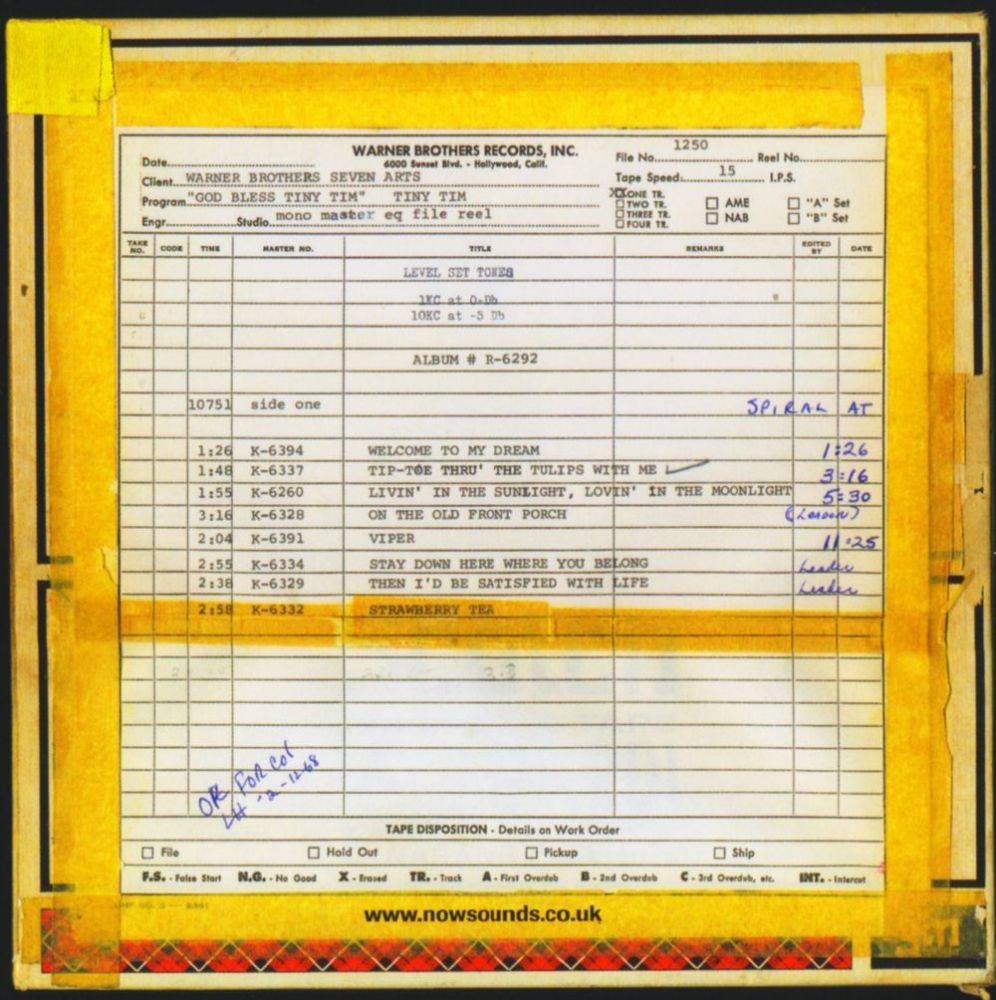 WARNER BROTHERS RECORDS, INC.
6000 Sunset Blvd. - Hollywood, Calif.
File No. 1250 Reel No.
Date
Tape Speed: 15 I.P.S.
Client WARNER BROTHERS SEVEN ARTS
Program "GOD BLESS TINY TIM" TINY TIM
XX ONE TR.
TWO TR. AME "A" Set
THREE TR. NAB "B" Set
FOUR TR.
Engr. Studio mono master eq file reel
TAKE NO. CODE TIME MASTER NO. TITLE REMARKS EDITED BY DATE
LEVEL SET TONES
1KC at 0-Db
10KC at -5 Db
ALBUM # R-6292
10751 side one SPIRAL AT
1:26 K-6394 WELCOME TO MY DREAM 1:26
1:48 K-6337 TIP-TOE THRU' THE TULIPS WITH ME 3:16
1:55 K-6260 LIVIN' IN THE SUNLIGHT, LOVIN' IN THE MOONLIGHT 5:30
3:16 K-6328 ON THE OLD FRONT PORCH
2:04 K-6391 VIPER 11:25
2:55 K-6334 STAY DOWN HERE WHERE YOU BELONG Leader
2:38 K-6329 THEN I'D BE SATISFIED WITH LIFE Leader
2:58 K-6332 STRAWBERRY TEA
LH 2-12-68
TAPE DISPOSITION - Details on Work Order
File Hold Out Pickup Ship
F.S. - False Start N.G. - No Good X - Erased TR. - Track A - First Overdub B - 2nd Overdub C - 3rd Overdub, etc. INT. - Intercut
www.nowsounds.co.uk